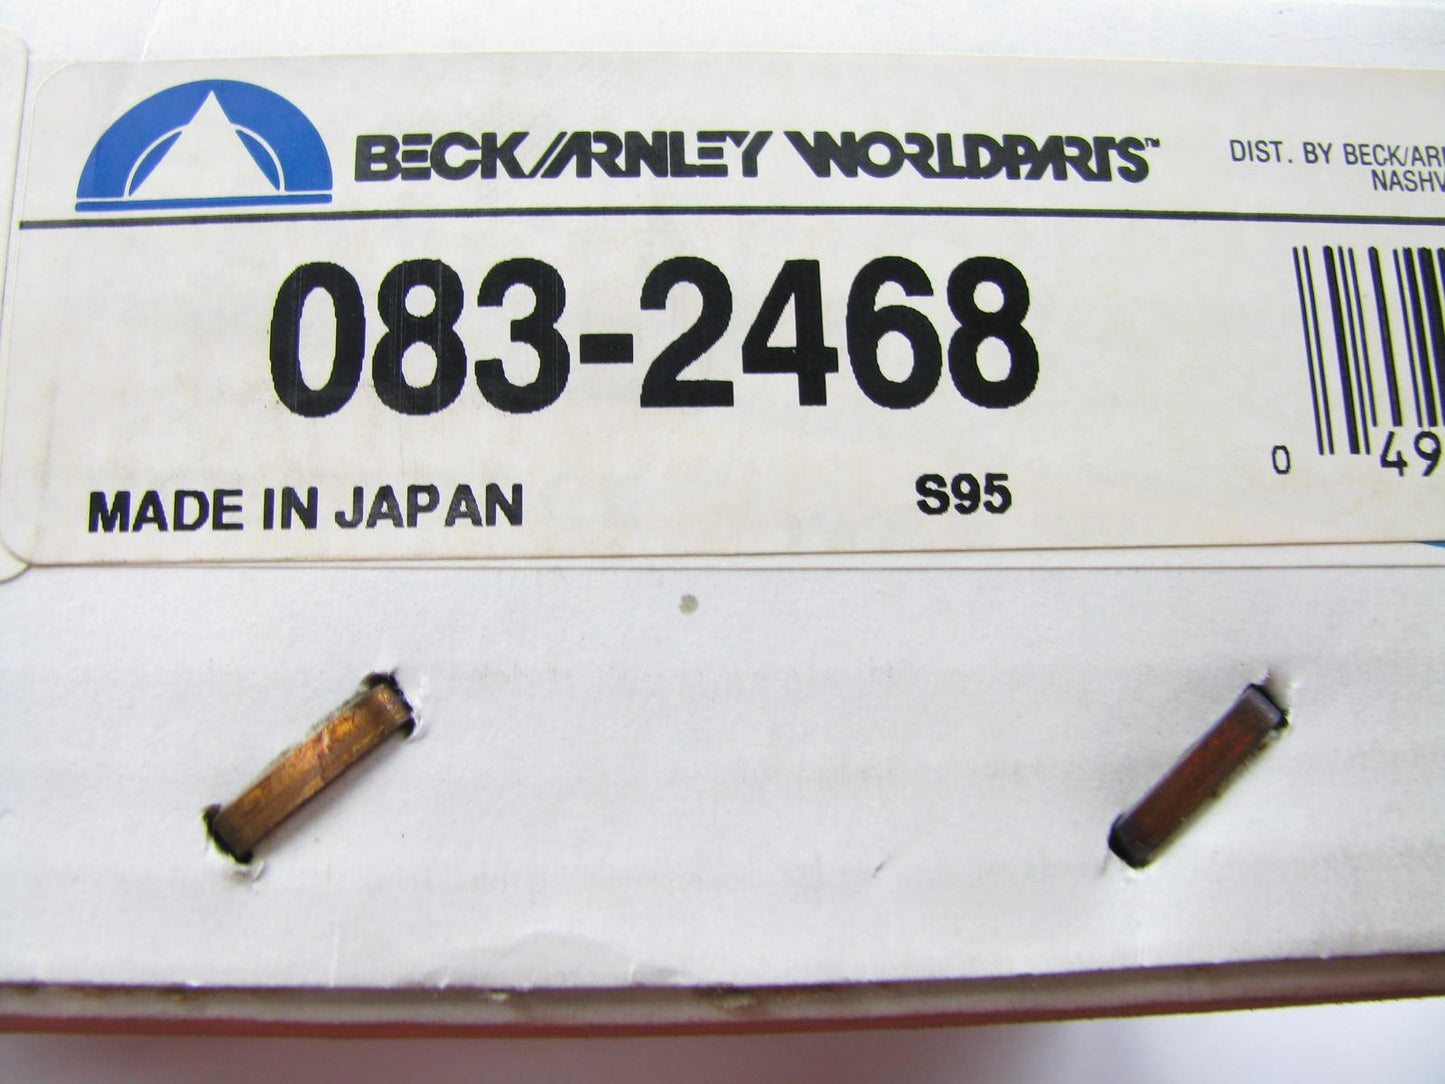 BECK/ARNLEY WORLDPARTS™
DIST. BY BECK/ARN
NASHV
083-2468
0 49
MADE IN JAPAN
S95